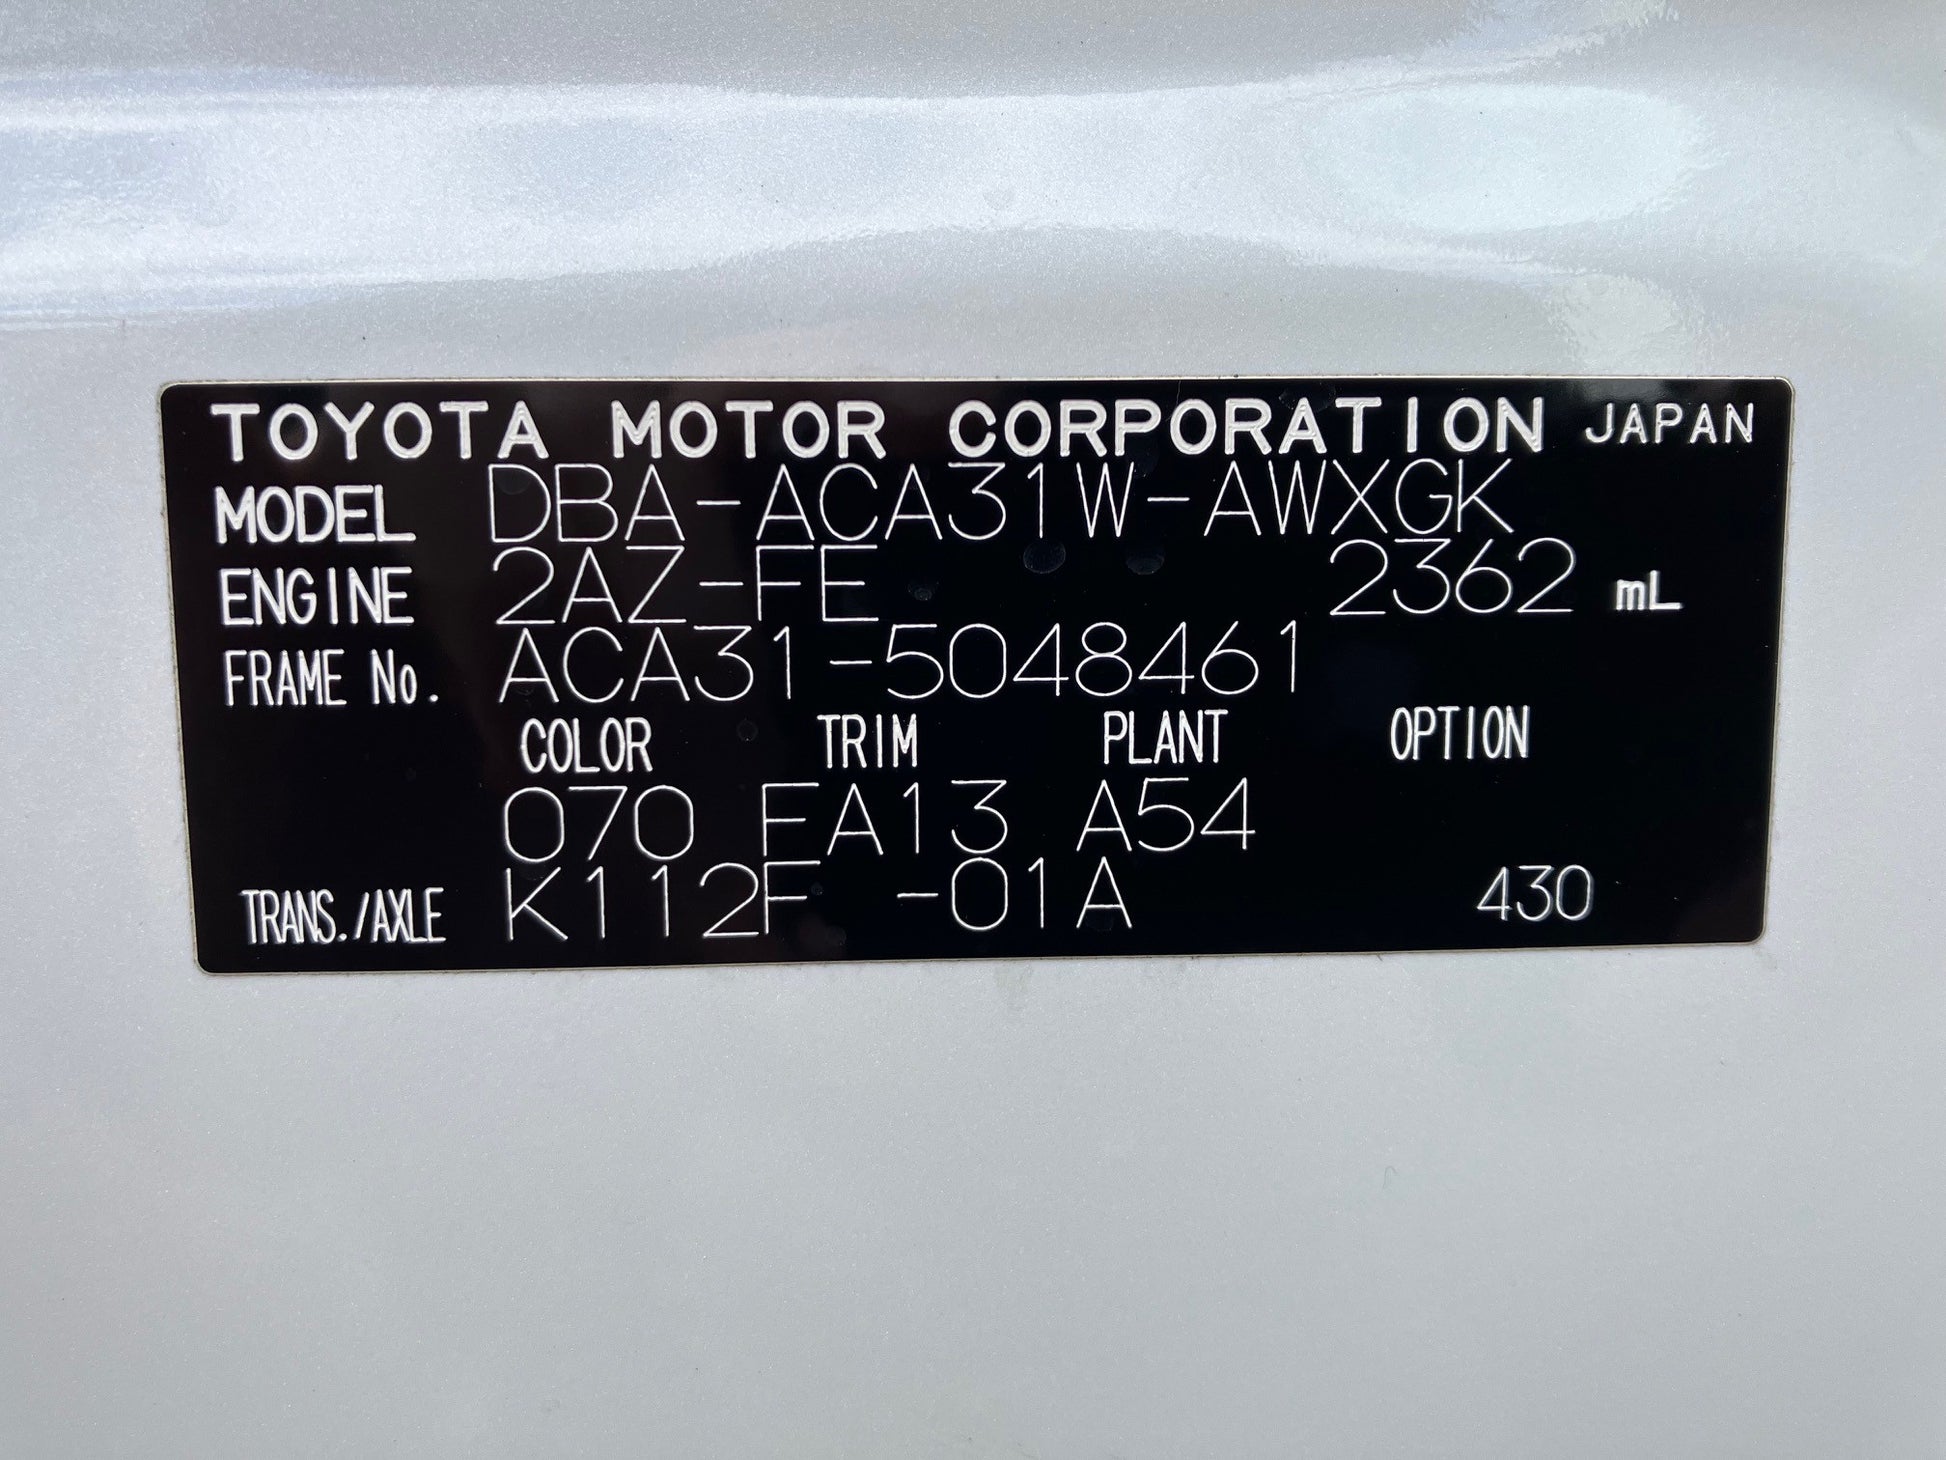 TOYOTA MOTOR CORPORATION JAPAN
MODEL DBA-ACA31W-AWXGK
ENGINE 2AZ-FE 2362 mL
FRAME No. ACA31-5048461
COLOR TRIM PLANT OPTION
070 FA13 A54
TRANS./AXLE K112F -01A 430